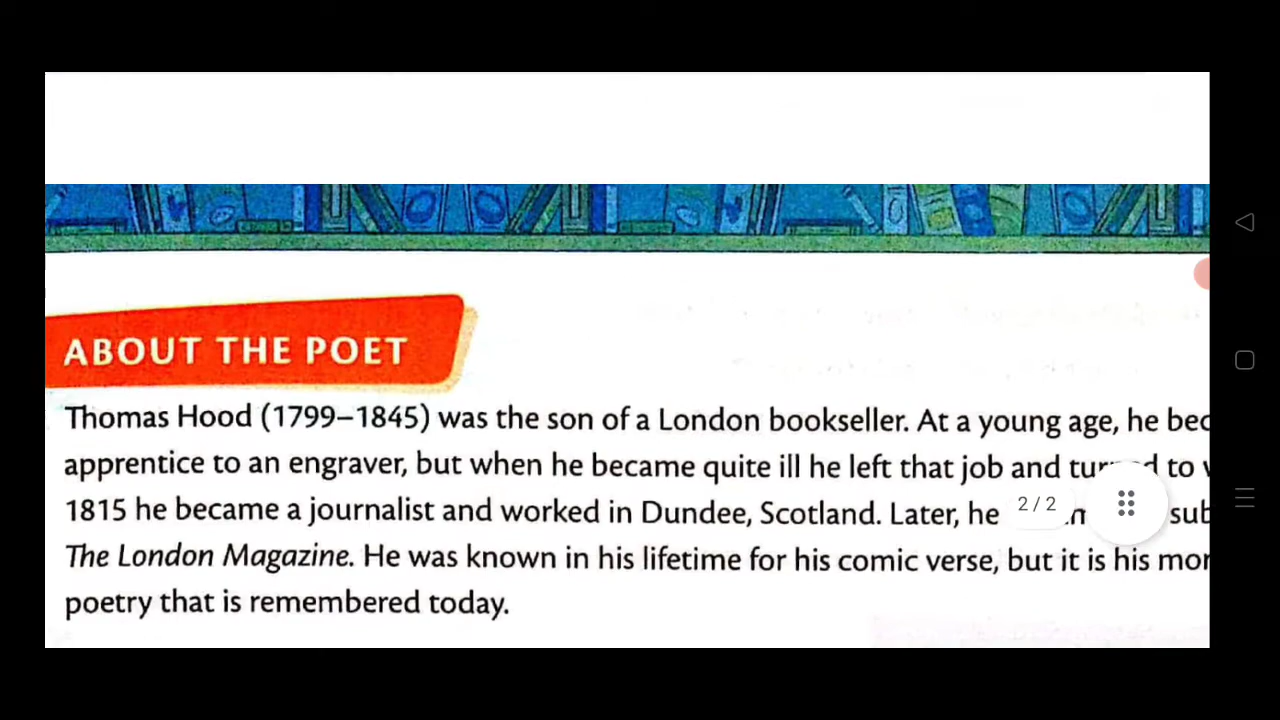 ABOUT THE POET
Thomas Hood (1799–1845) was the son of a London bookseller. At a young age, he
apprentice to an engraver, but when he became quite ill he left that job and to
1815 he became a journalist and worked in Dundee, Scotland. Later, he
2/2
The London Magazine. He was known in his lifetime for his comic verse, but it is his
poetry that is remembered today.